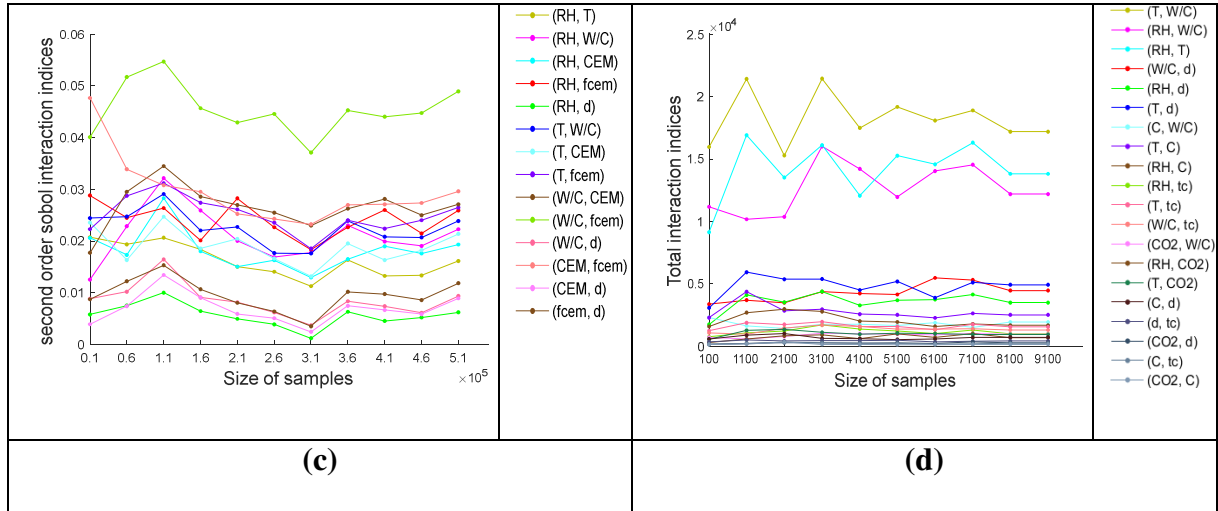 0.06
0.05
0.04
0.03
0.02
0.01
0
second order sobol interaction indices
0.1 0.6 1.1 1.6 2.1 2.6 3.1 3.6 4.1 4.6 5.1
×10⁵
Size of samples
(RH, T)
(RH, W/C)
(RH, CEM)
(RH, fcem)
(RH, d)
(T, W/C)
(T, CEM)
(T, fcem)
(W/C, CEM)
(W/C, fcem)
(W/C, d)
(CEM, fcem)
(CEM, d)
(fcem, d)
×10⁴
2.5
2
1.5
1
0.5
0
Total interaction indices
100 1100 2100 3100 4100 5100 6100 7100 8100 9100
Size of samples
(T, W/C)
(RH, W/C)
(RH, T)
(W/C, d)
(RH, d)
(T, d)
(C, W/C)
(T, C)
(RH, C)
(RH, tc)
(T, tc)
(W/C, tc)
(CO2, W/C)
(RH, CO2)
(T, CO2)
(C, d)
(d, tc)
(CO2, d)
(C, tc)
(CO2, C)
(c)
(d)